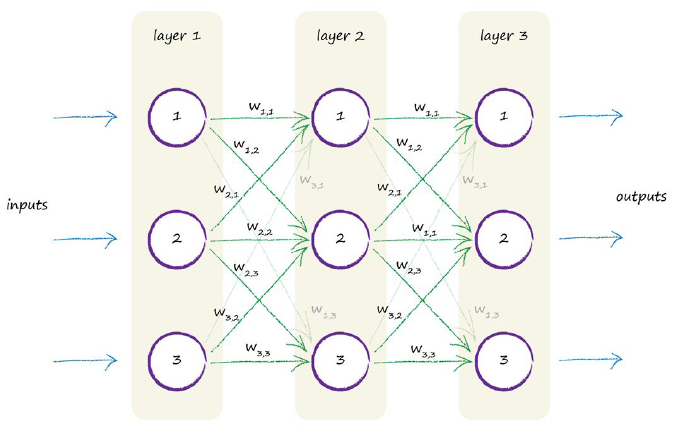 layer 1
layer 2
layer 3
1
w1,1
1
w1,1
1
w1,2
w1,2
w3,1
w3,1
w2,1
w2,1
inputs
outputs
2
w2,2
2
w1,1
2
w2,3
w2,3
w3,2
w1,3
w3,2
w1,3
3
w3,3
3
w3,3
3